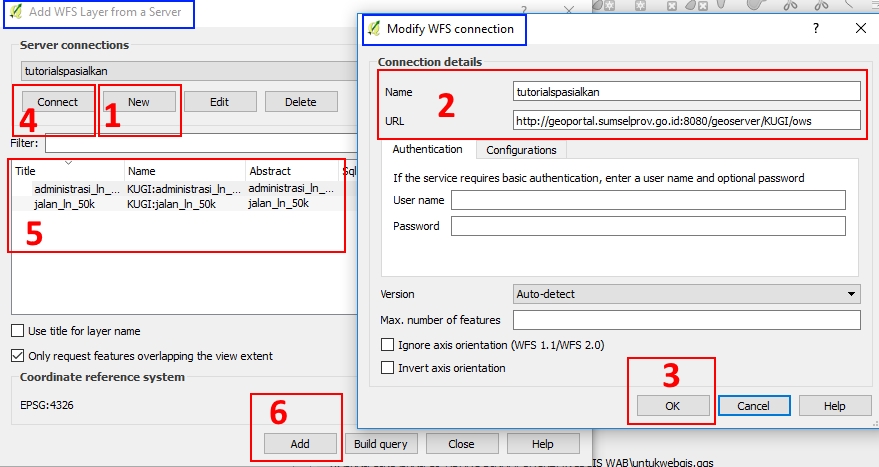 Add WFS Layer from a Server
?
Server connections
tutorialspasialkan
Connect
New
Edit
Delete
4
1
Filter:
Title
Name
Abstract
Sql
administrasi_ln_...
KUGI:administrasi_ln_...
administrasi_ln_...
jalan_ln_50k
KUGI:jalan_ln_50k
jalan_ln_50k
5
Use title for layer name
Only request features overlapping the view extent
Coordinate reference system
EPSG:4326
6
Add
Build query
Close
Help
Modify WFS connection
?
Connection details
Name
tutorialspasialkan
2
URL
http://geoportal.sumselprov.go.id:8080/geoserver/KUGI/ows
Authentication
Configurations
If the service requires basic authentication, enter a user name and optional password
User name
Password
Version
Auto-detect
Max. number of features
Ignore axis orientation (WFS 1.1/WFS 2.0)
Invert axis orientation
3
OK
Cancel
Help
WAB\untukwebgis.qgs